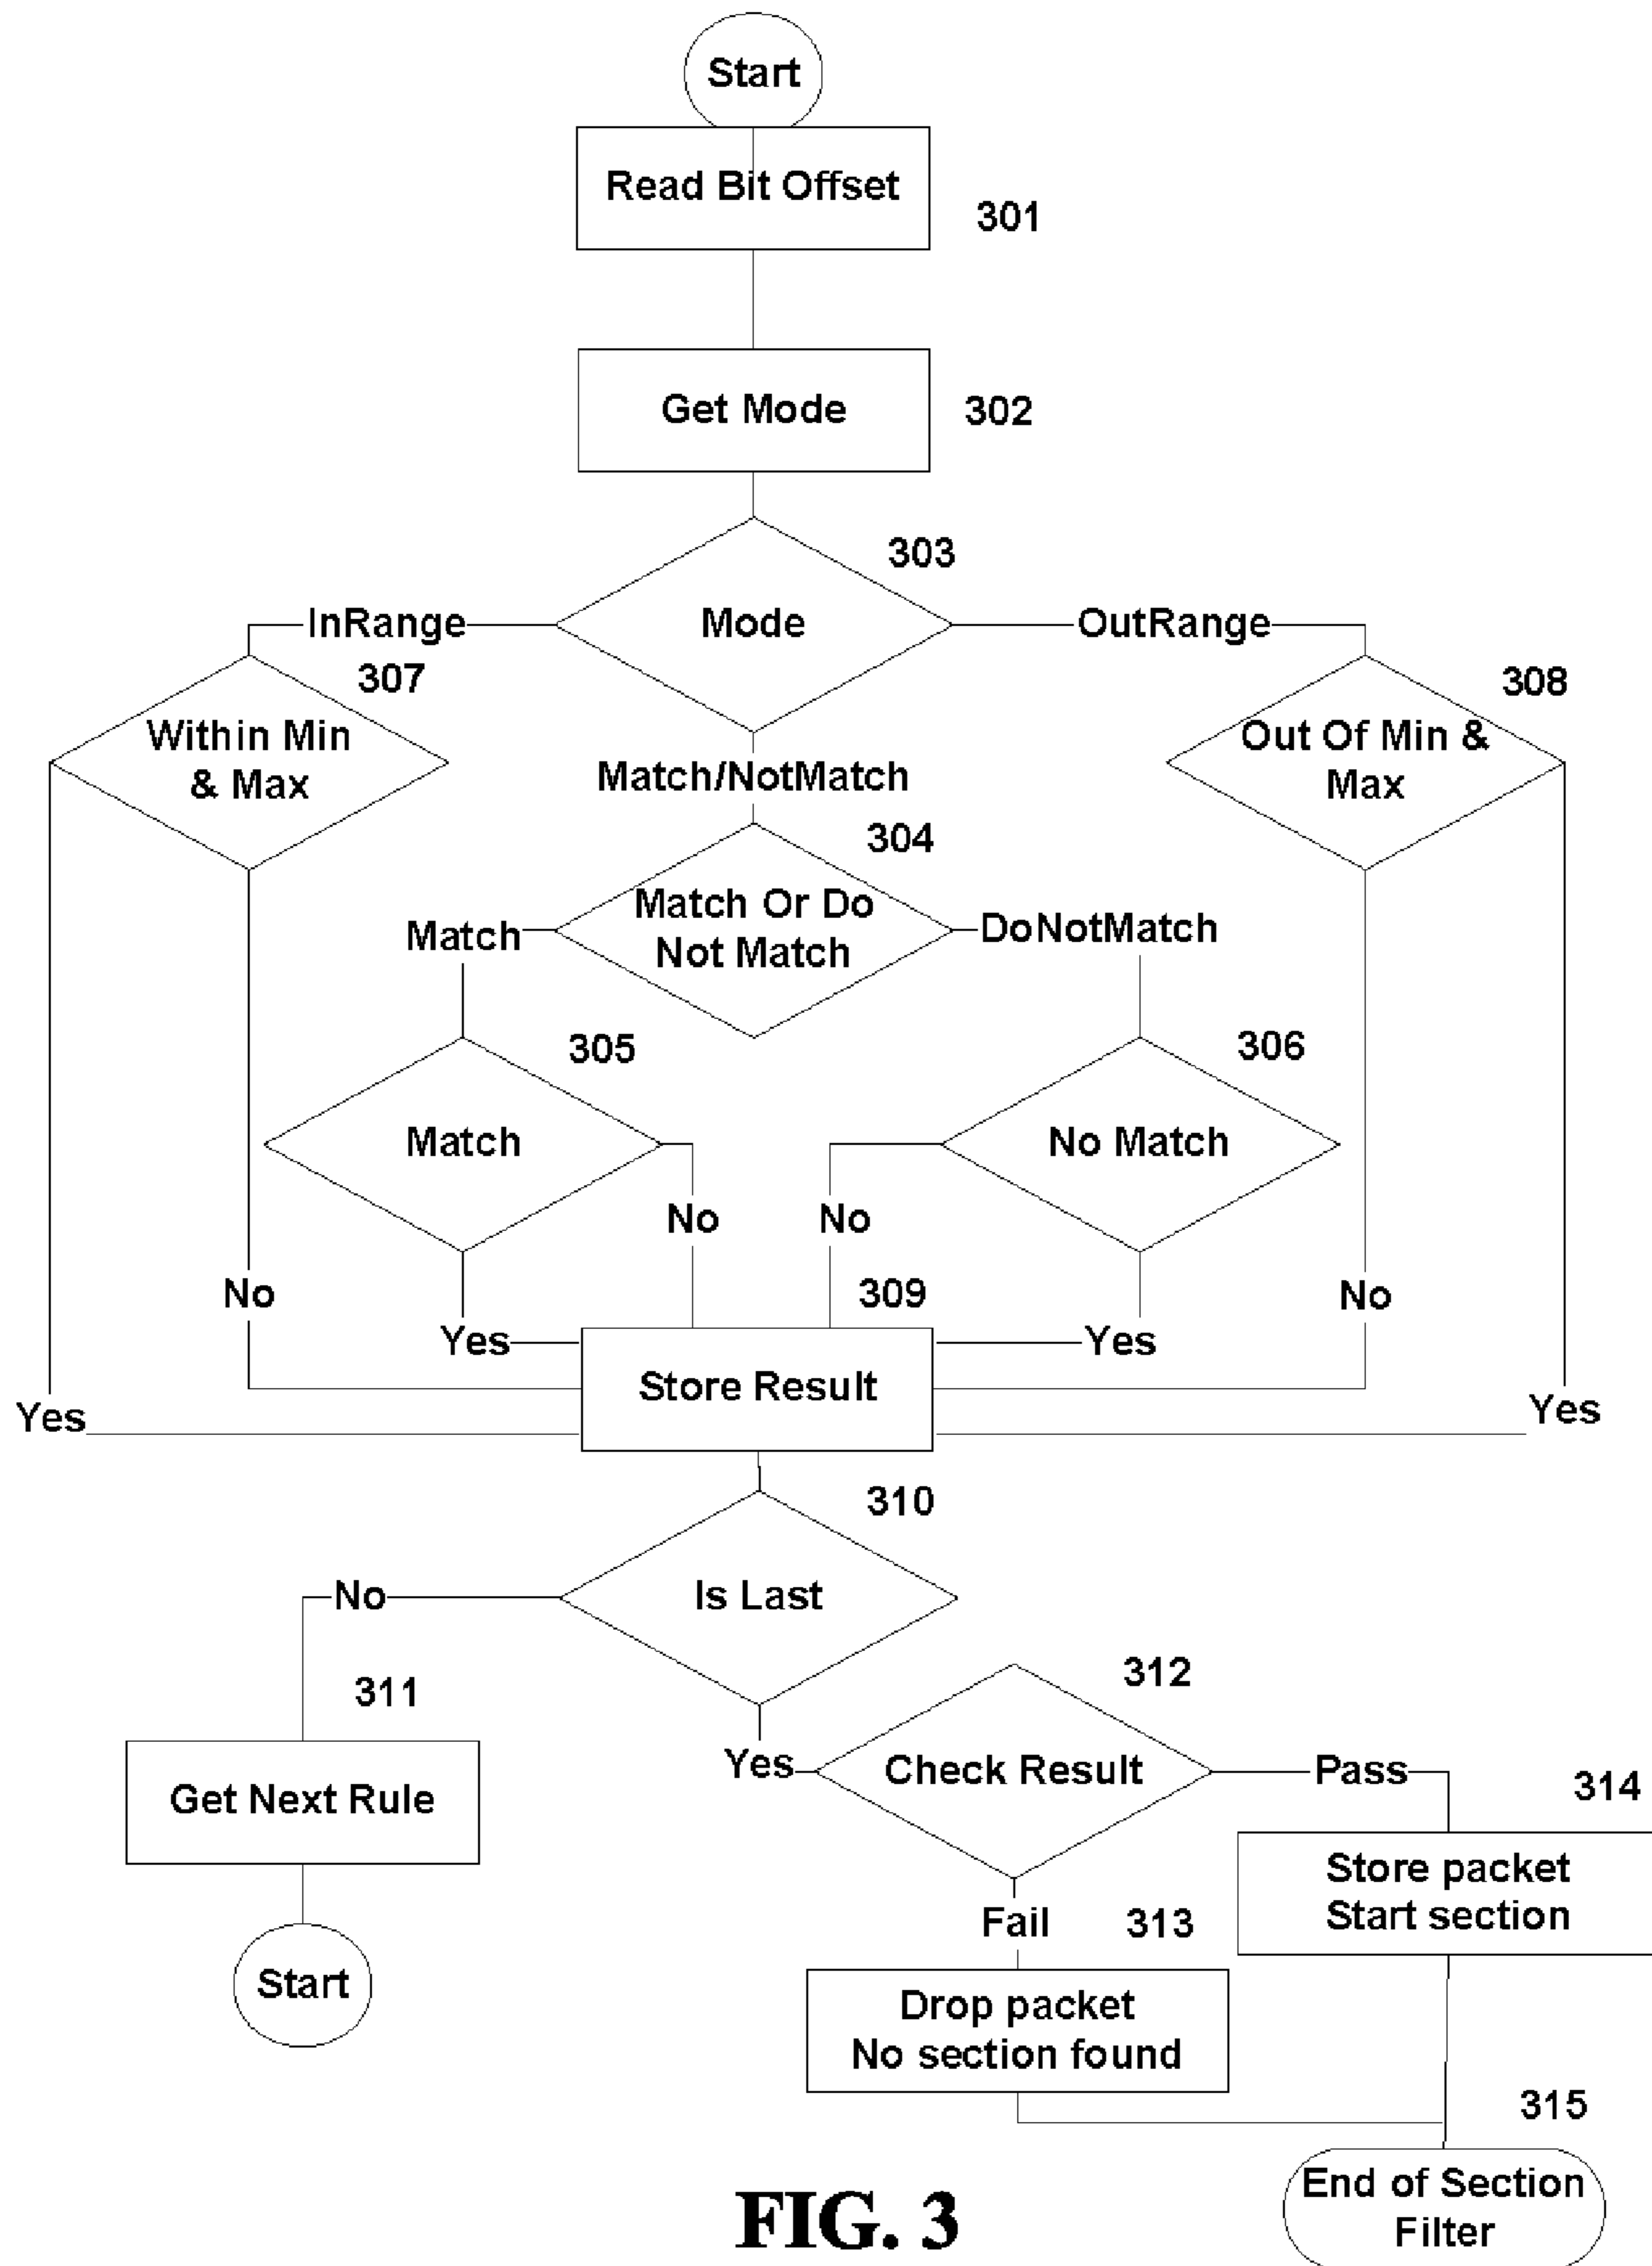 Start
Read Bit Offset
301
Get Mode
302
303
Mode
InRange
OutRange
307
308
Within Min
& Max
Out Of Min &
Max
Match/NotMatch
304
Match Or Do
Not Match
Match
DoNotMatch
305
306
Match
No Match
No
No
No
309
No
Yes
Yes
Store Result
Yes
Yes
310
Is Last
No
312
311
Yes
Check Result
Pass
314
Get Next Rule
Store packet
Start section
Fail
313
Start
Drop packet
No section found
315
End of Section
Filter
FIG. 3